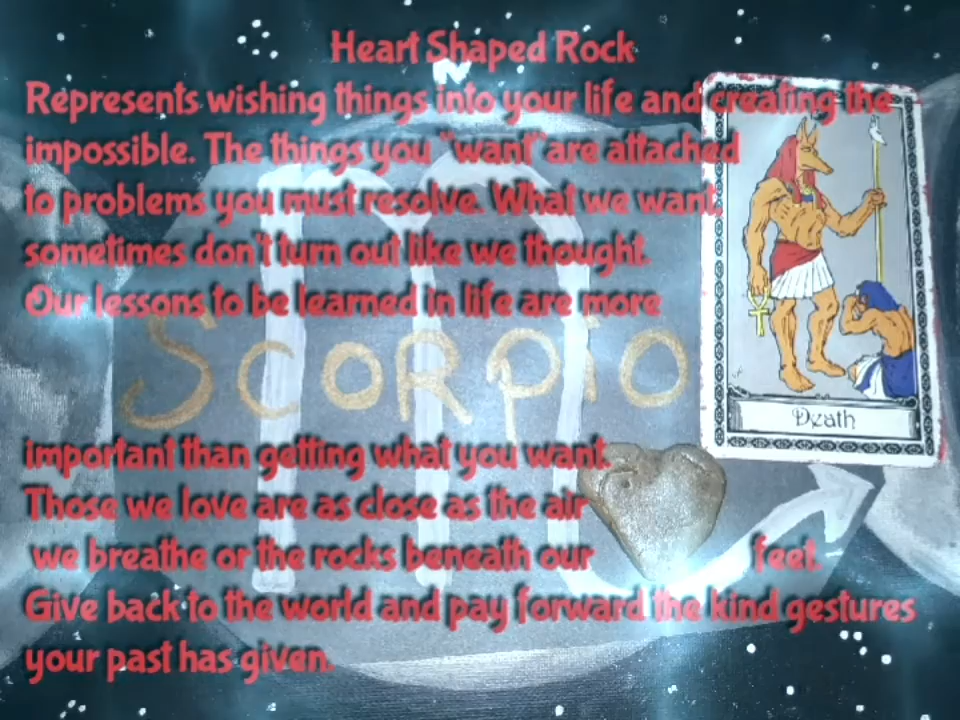 Heart Shaped Rock
Represents wishing things into your life and creating the
impossible. The things you "want" are attached
to problems you must resolve. What we want,
sometimes don't turn out like we thought.
Our lessons to be learned in life are more
Scorpio
Death
important than getting what you want.
Those we love are as close as the air
we breathe or the rocks beneath our feet.
Give back to the world and pay forward the kind gestures
your past has given.